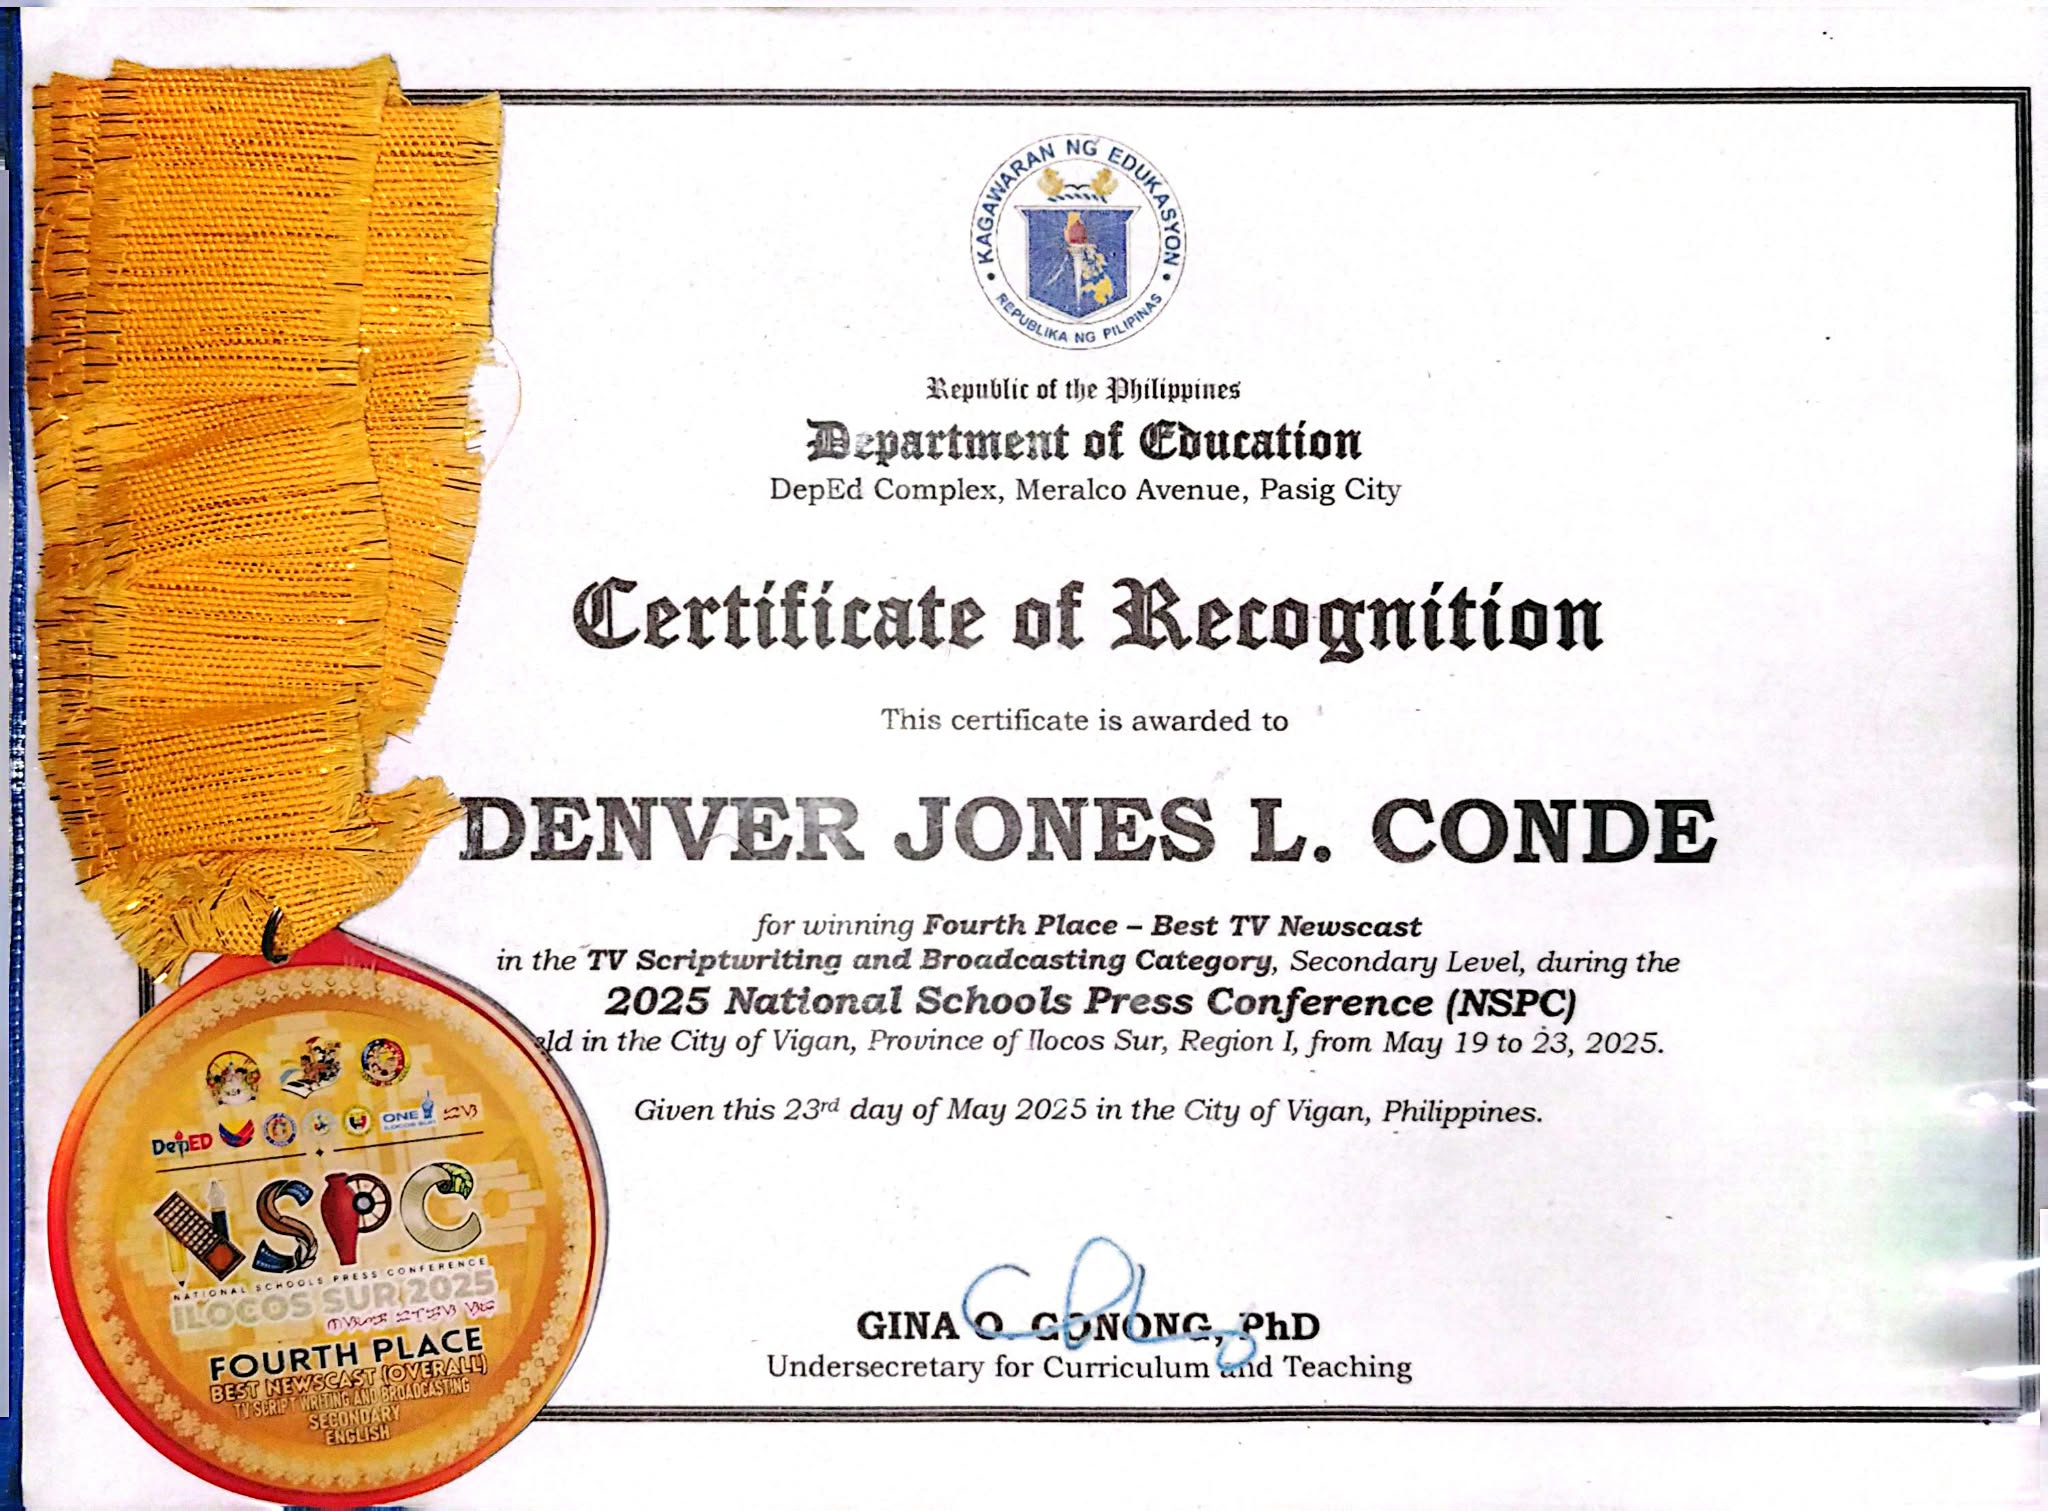 KAGAWARAN NG EDUKASYON
REPUBLIKA NG PILIPINAS
Republic of the Philippines
Department of Education
DepEd Complex, Meralco Avenue, Pasig City
Certificate of Recognition
This certificate is awarded to
DENVER JONES L. CONDE
for winning Fourth Place – Best TV Newscast
in the TV Scriptwriting and Broadcasting Category, Secondary Level, during the
2025 National Schools Press Conference (NSPC)
in the City of Vigan, Province of Ilocos Sur, Region I, from May 19 to 23, 2025.
Given this 23rd day of May 2025 in the City of Vigan, Philippines.
GINA O. GONONG, PhD
Undersecretary for Curriculum and Teaching
DepED
ONE
ILOCOS SUR
NSPC
NATIONAL SCHOOLS PRESS CONFERENCE
ILOCOS SUR 2025
FOURTH PLACE
BEST NEWSCAST (OVERALL)
TV SCRIPT WRITING AND BROADCASTING
SECONDARY
ENGLISH